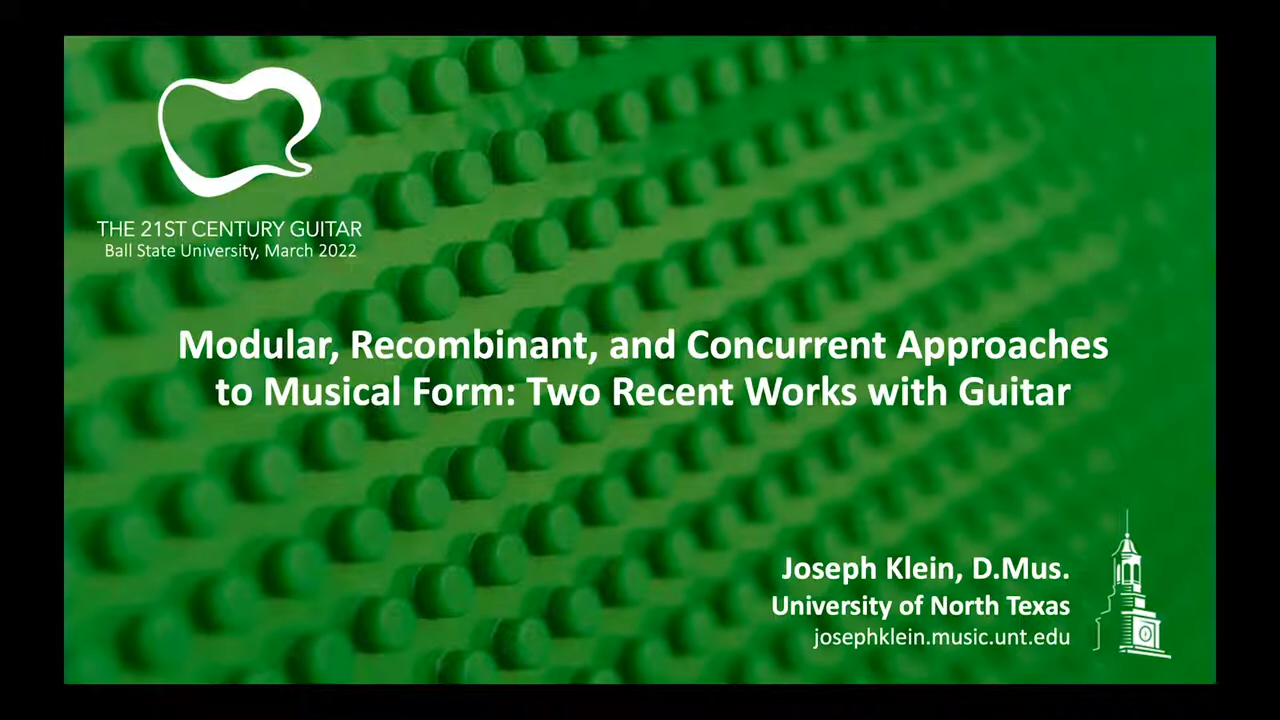 THE 21ST CENTURY GUITAR
Ball State University, March 2022
Modular, Recombinant, and Concurrent Approaches
to Musical Form: Two Recent Works with Guitar
Joseph Klein, D.Mus.
University of North Texas
josephklein.music.unt.edu